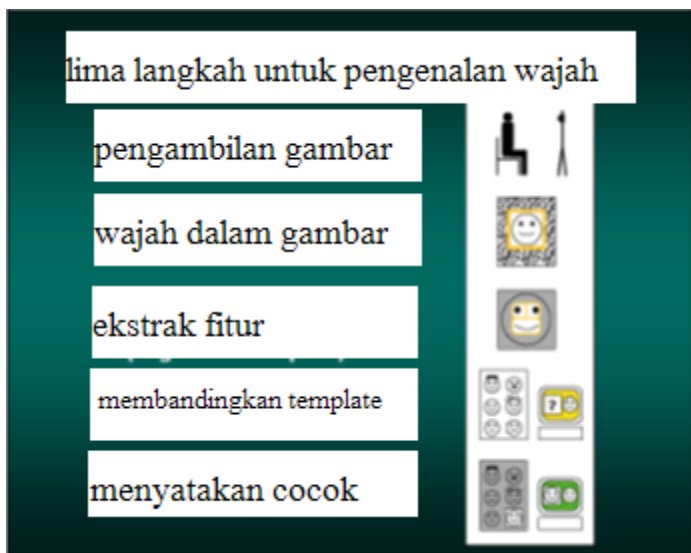 lima langkah untuk pengenalan wajah
pengambilan gambar
wajah dalam gambar
ekstrak fitur
membandingkan template
menyatakan cocok
?